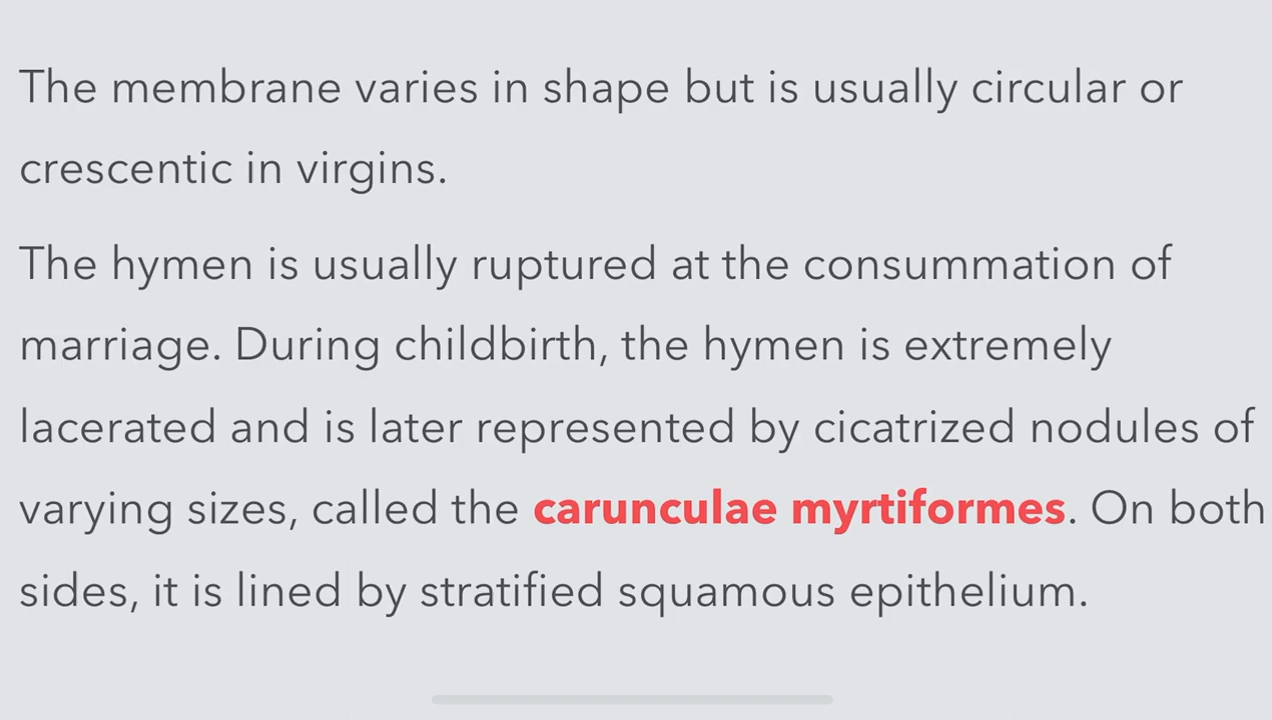 The membrane varies in shape but is usually circular or
crescentic in virgins.
The hymen is usually ruptured at the consummation of
marriage. During childbirth, the hymen is extremely
lacerated and is later represented by cicatrized nodules of
varying sizes, called the carunculae myrtiformes. On both
sides, it is lined by stratified squamous epithelium.